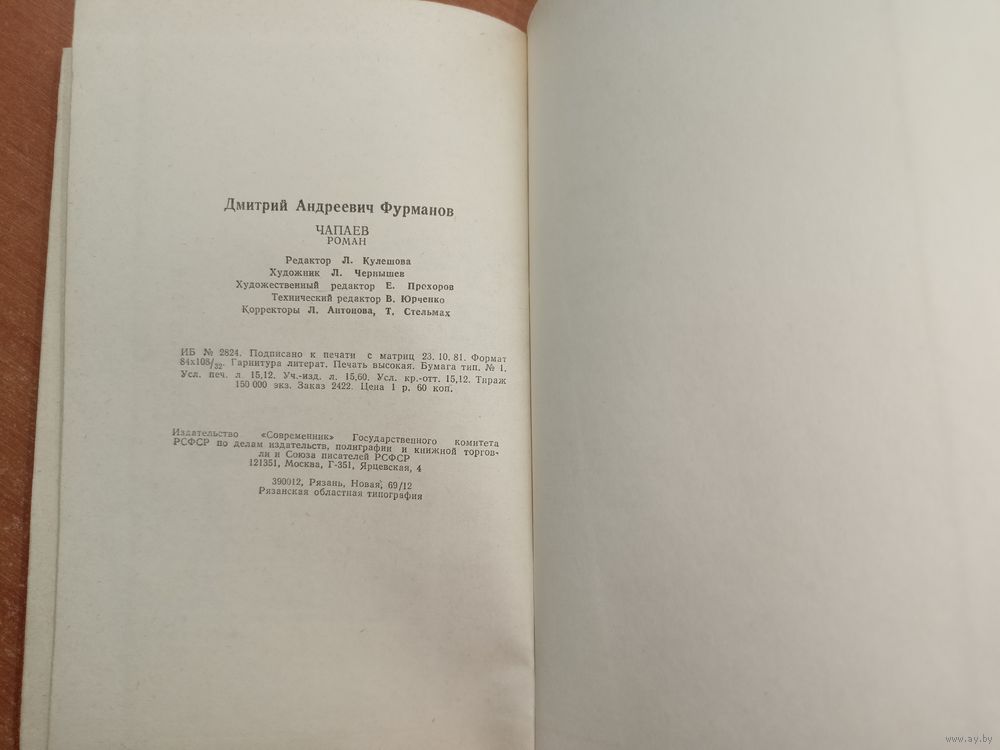 Дмитрий Андреевич Фурманов
ЧАПАЕВ
РОМАН
Редактор Л. Кулешова
Художник Л. Чернышев
Художественный редактор Е. Прохоров
Технический редактор В. Юрченко
Корректоры Л. Антонова, Т. Стельмах
ИБ № 2824. Подписано к печати с матриц 23. 10. 81. Формат
84х108/32. Гарнитура литерат. Печать высокая. Бумага тип. № 1.
Усл. печ. л 15,12. Уч.-изд. л. 15,60. Усл. кр.-отт. 15,12. Тираж
150 000 экз. Заказ 2422. Цена 1 р. 60 коп.
Издательство «Современник» Государственного комитета
РСФСР по делам издательств, полиграфии и книжной торгов-
ли и Союза писателей РСФСР
121351, Москва, Г-351, Ярцевская, 4
390012, Рязань, Новая, 69/12
Рязанская областная типография
www.ay.by